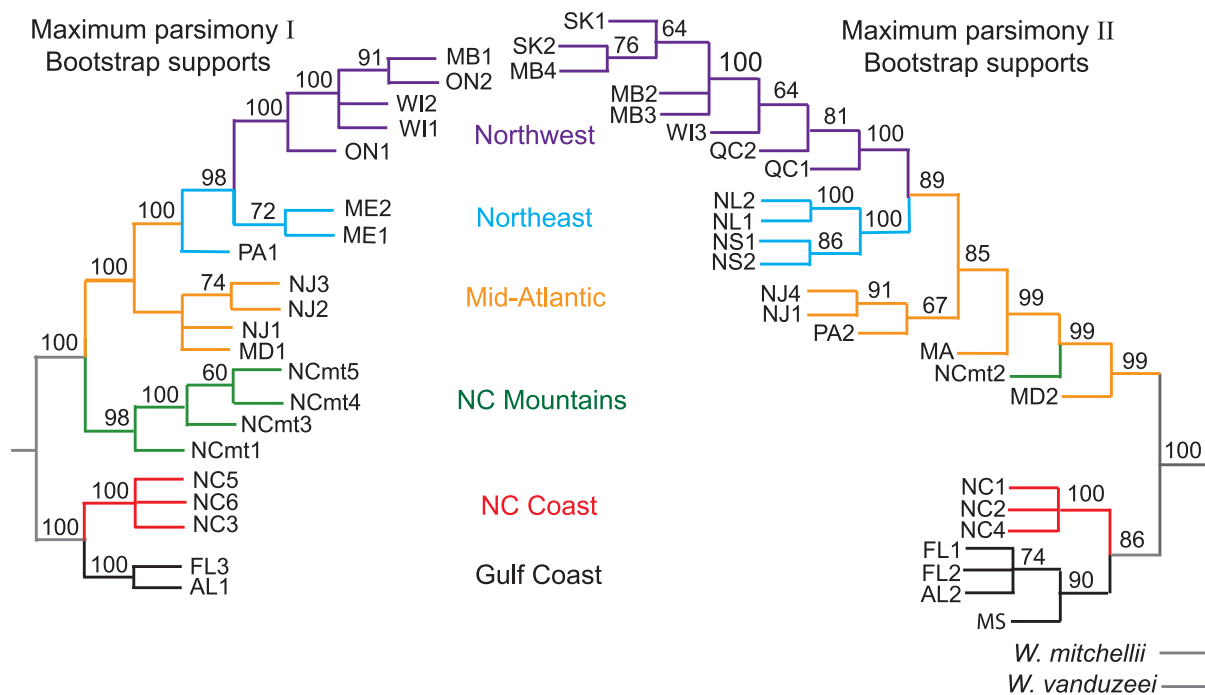 Maximum parsimony I
Bootstrap supports
Maximum parsimony II
Bootstrap supports
91
MB1
ON2
100
WI2
WI1
100
ON1
98
72
ME2
ME1
100
PA1
100
74
NJ3
NJ2
NJ1
MD1
100
60
NCmt5
NCmt4
100
NCmt3
98
NCmt1
100
NC5
NC6
NC3
100
100
FL3
AL1
Northwest
Northeast
Mid-Atlantic
NC Mountains
NC Coast
Gulf Coast
SK1
64
SK2
76
MB4
100
MB2
MB3
64
WI3
81
QC2
100
QC1
89
NL2
100
NL1
100
NS1
86
NS2
85
NJ4
91
NJ1
67
PA2
99
MA
99
NCmt2
99
MD2
100
NC1
100
NC2
NC4
86
FL1
74
FL2
90
AL2
MS
W. mitchellii
W. vanduzeei